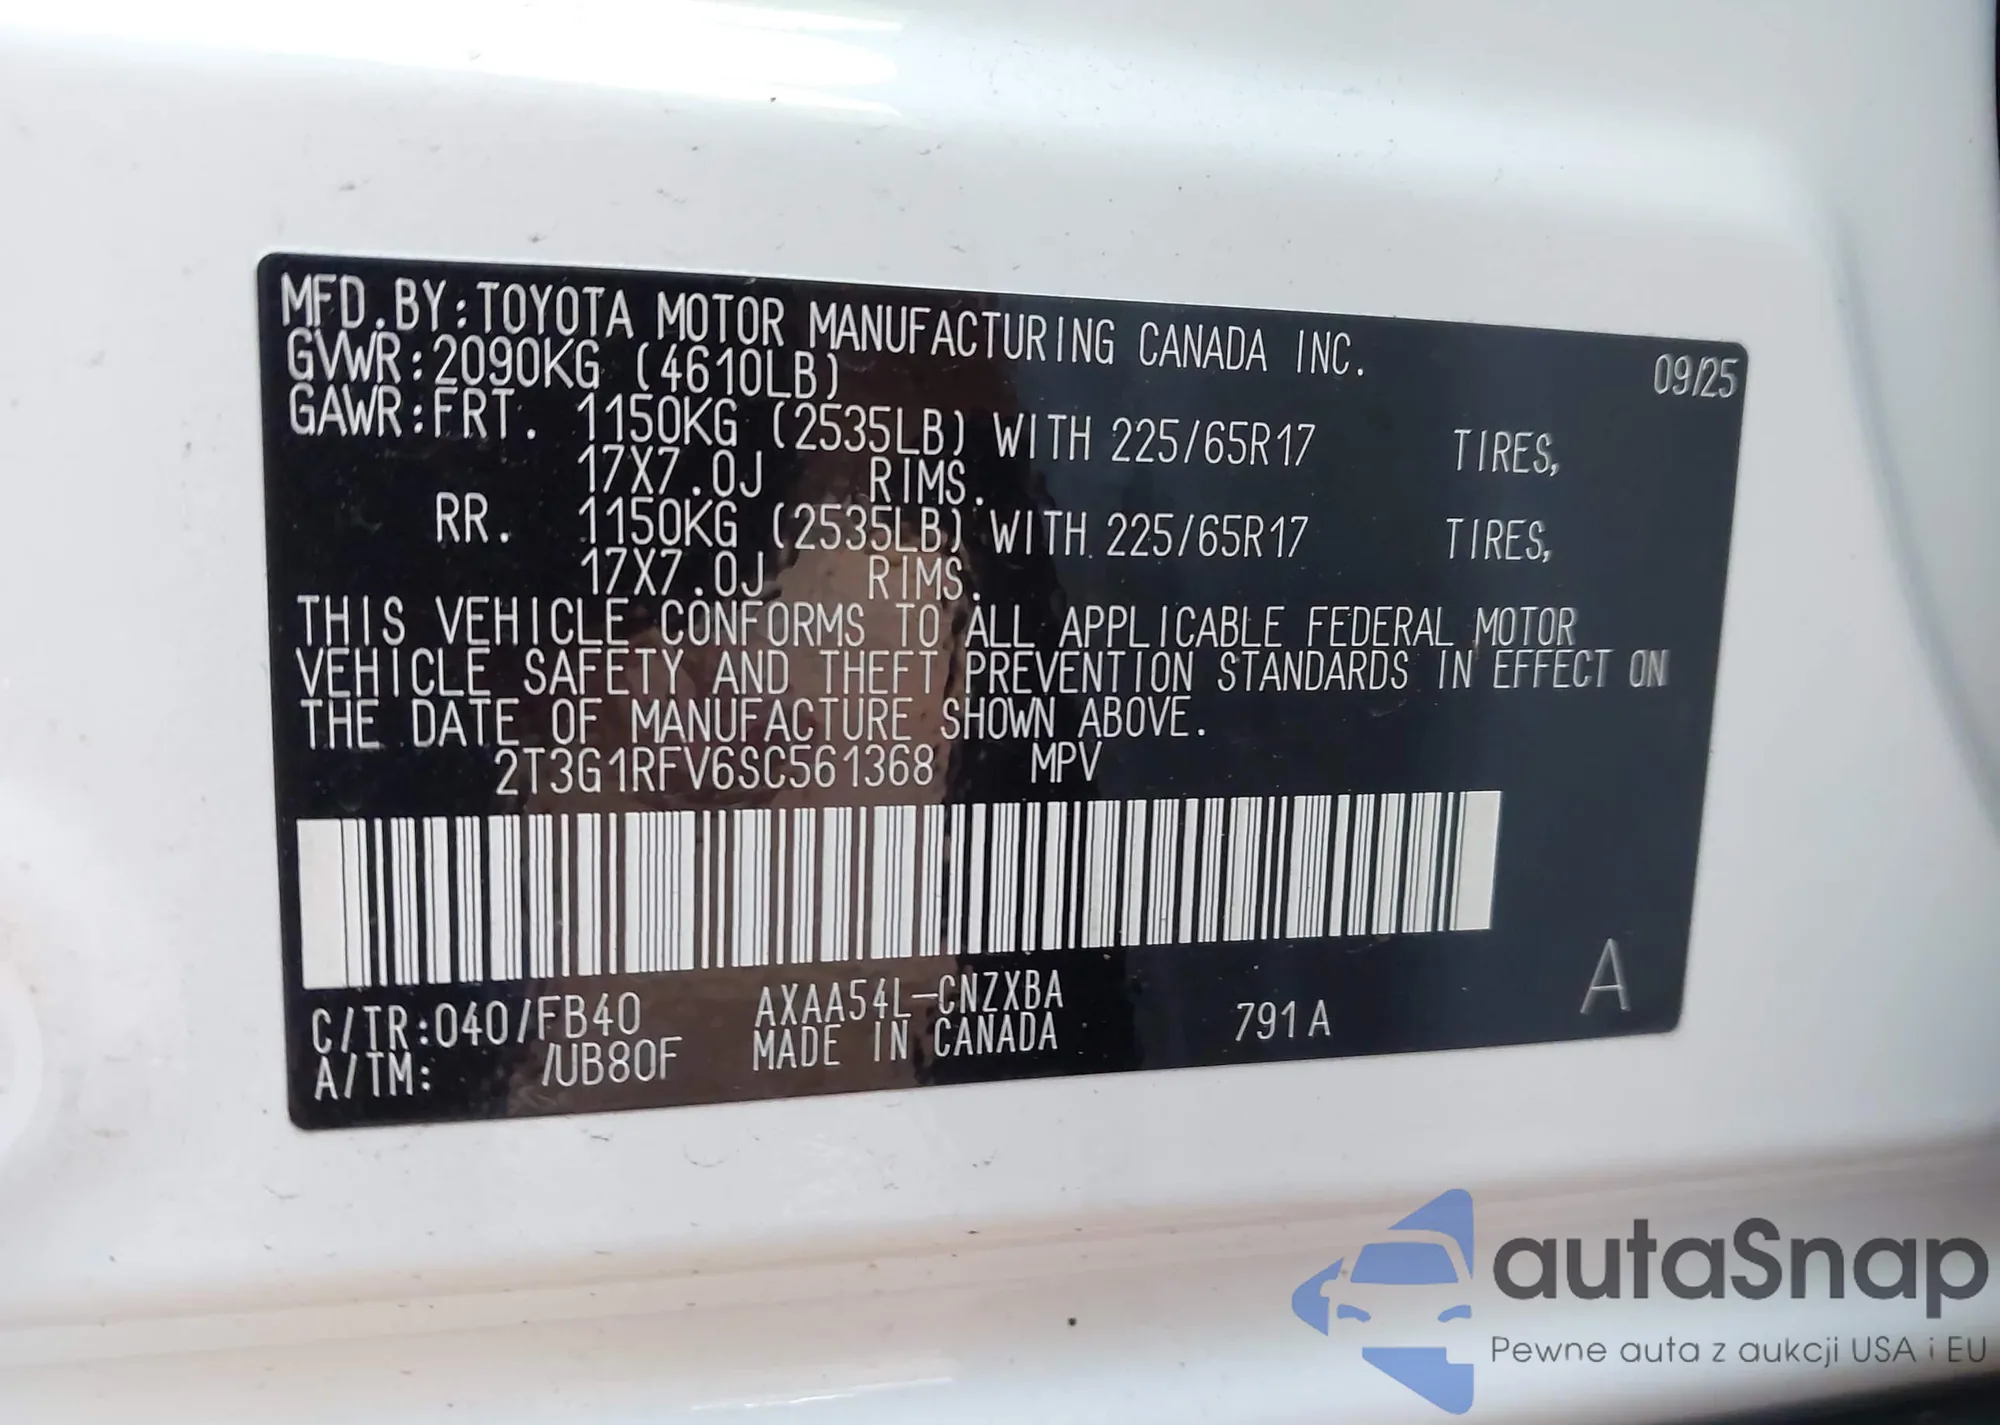 MFD.BY:TOYOTA MOTOR MANUFACTURING CANADA INC. 09/25
GVWR:2090KG (4610LB)
GAWR:FRT. 1150KG (2535LB) WITH 225/65R17 TIRES,
17X7.0J RIMS.
RR. 1150KG (2535LB) WITH 225/65R17 TIRES,
17X7.0J RIMS.
THIS VEHICLE CONFORMS TO ALL APPLICABLE FEDERAL MOTOR
VEHICLE SAFETY AND THEFT PREVENTION STANDARDS IN EFFECT ON
THE DATE OF MANUFACTURE SHOWN ABOVE.
2T3G1RFV6SC561368 MPV
C/TR:040/FB40 AXAA54L-CNZXBA 791A A
A/TM: /UB80F MADE IN CANADA
autaSnap
Pewne auta z aukcji USA i EU